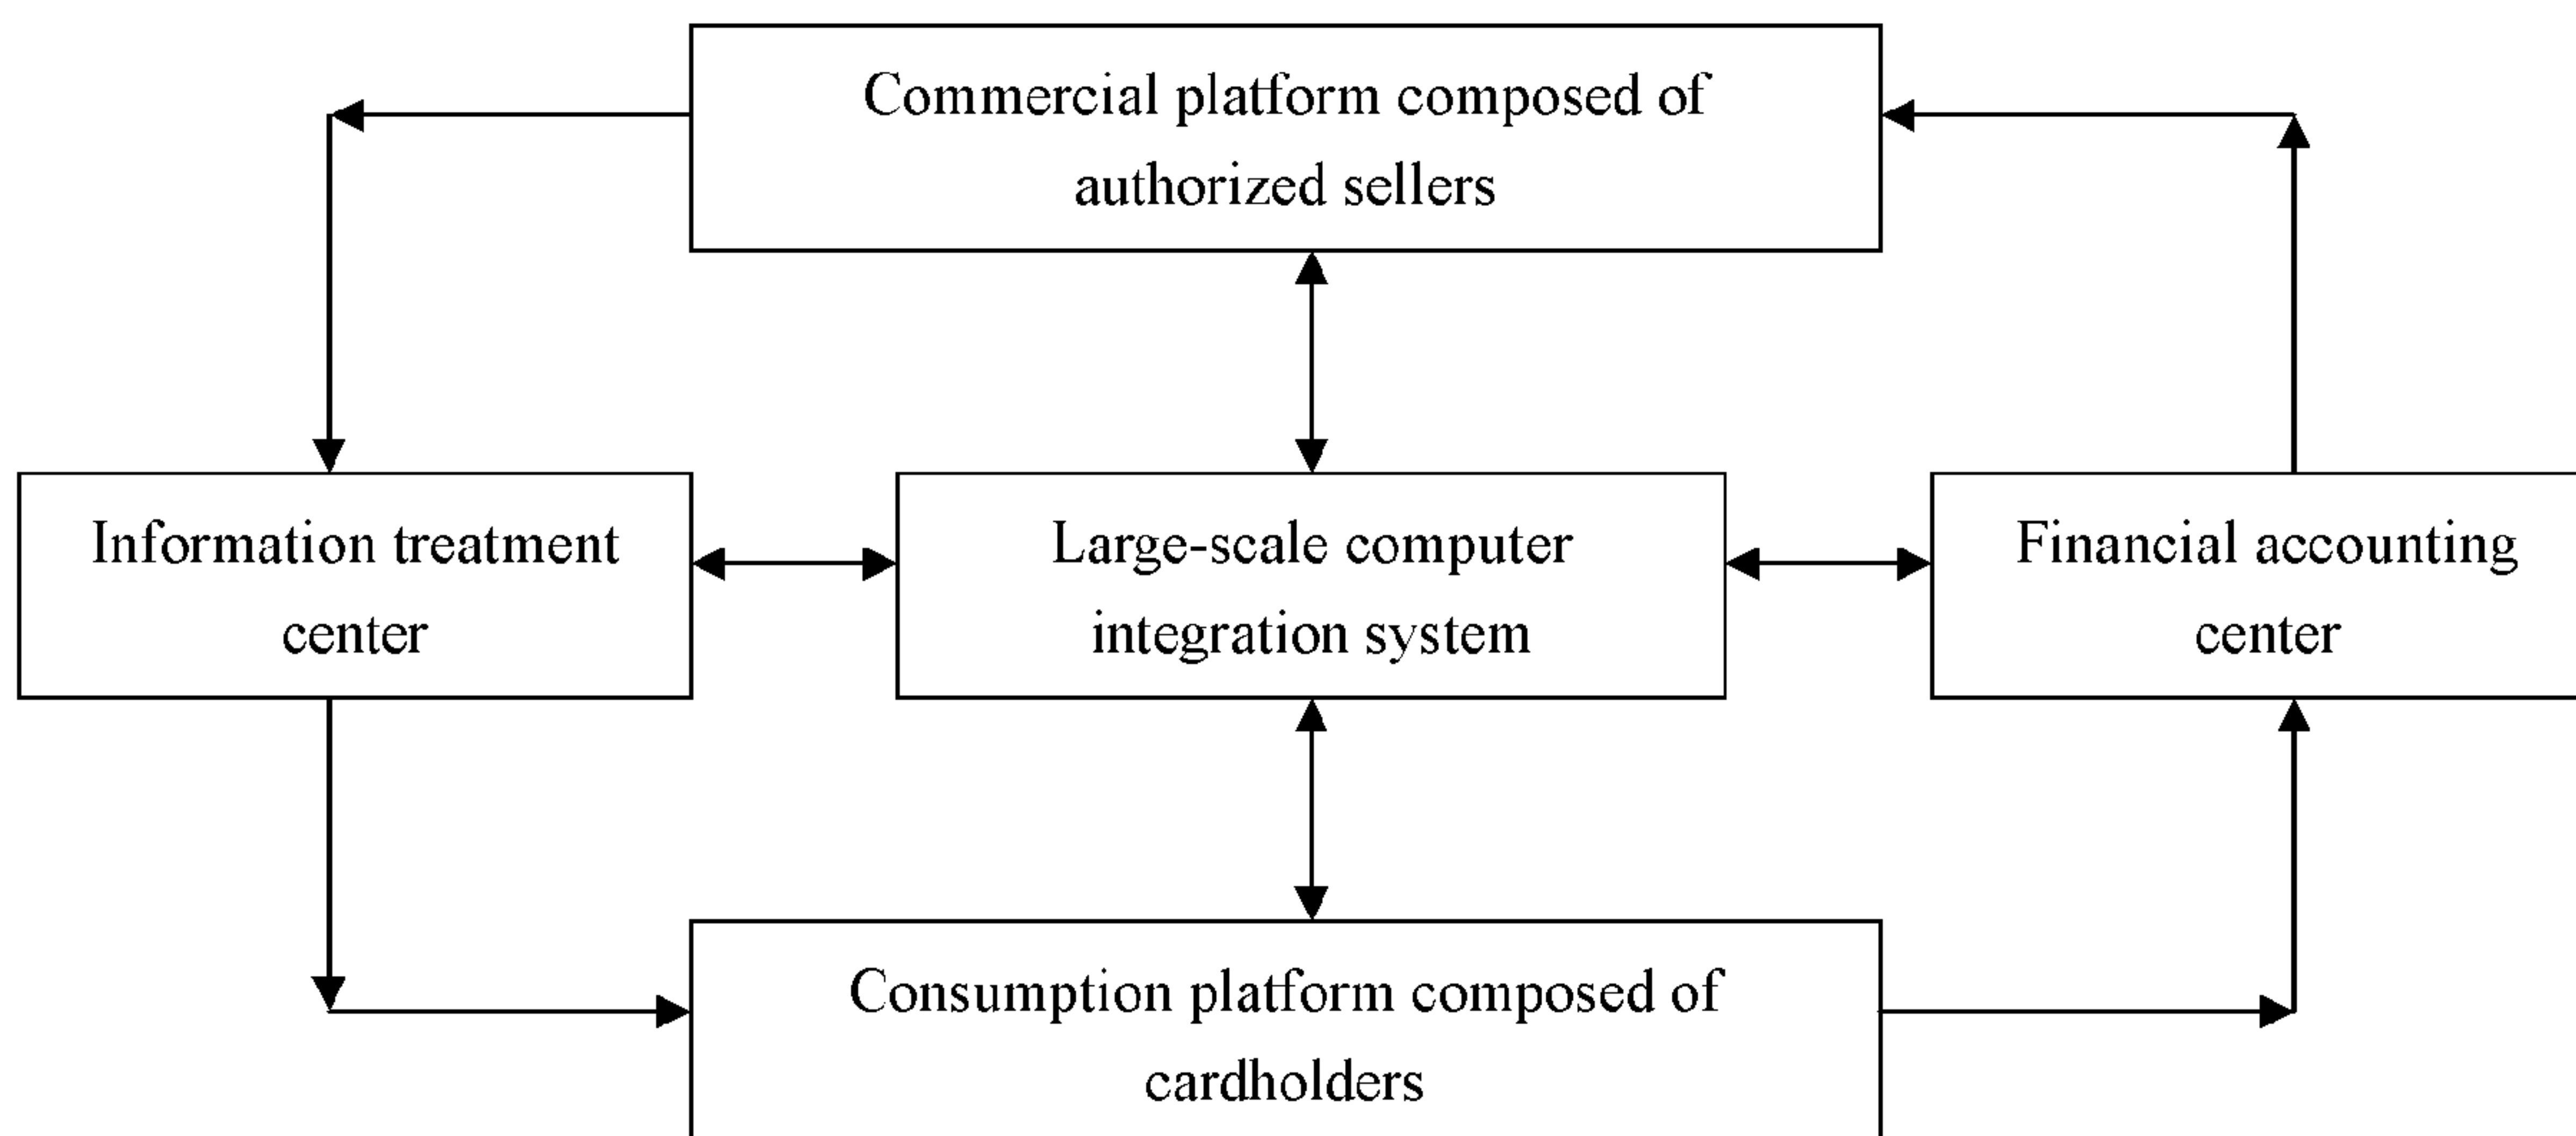 Commercial platform composed of
authorized sellers
Information treatment
center
Large-scale computer
integration system
Financial accounting
center
Consumption platform composed of
cardholders